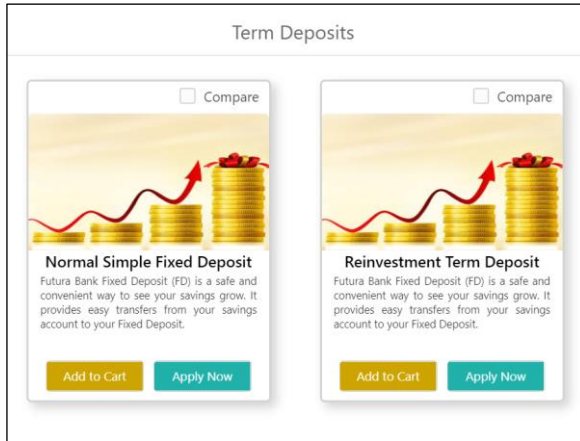 Term Deposits
Compare
Normal Simple Fixed Deposit
Futura Bank Fixed Deposit (FD) is a safe and
convenient way to see your savings grow. It
provides easy transfers from your savings
account to your Fixed Deposit.
Add to Cart
Apply Now
Compare
Reinvestment Term Deposit
Futura Bank Fixed Deposit (FD) is a safe and
convenient way to see your savings grow. It
provides easy transfers from your savings
account to your Fixed Deposit.
Add to Cart
Apply Now